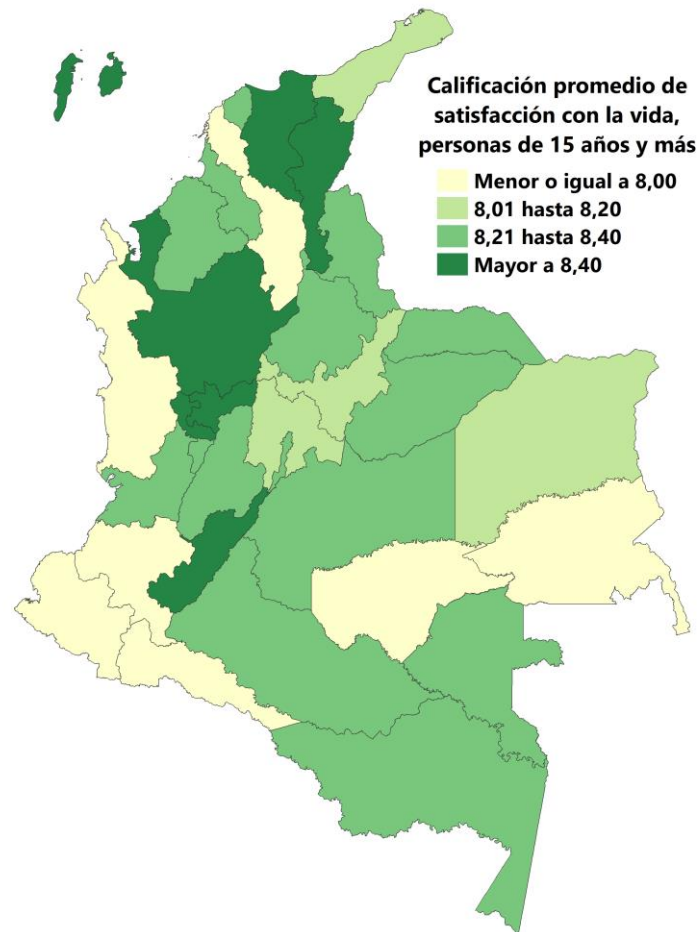 Calificación promedio de
satisfacción con la vida,
personas de 15 años y más
Menor o igual a 8,00
8,01 hasta 8,20
8,21 hasta 8,40
Mayor a 8,40